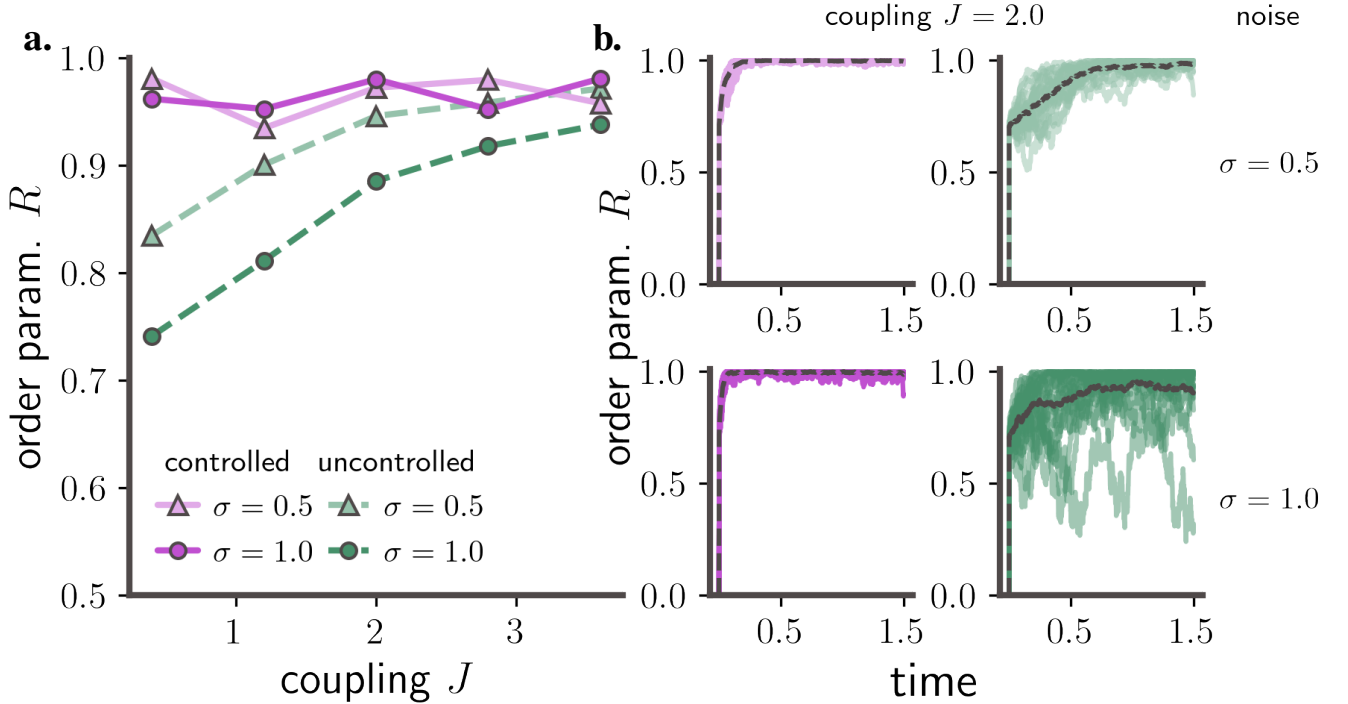 a.
order param. R
1.0
0.9
0.8
0.7
0.6
0.5
controlled uncontrolled
σ = 0.5 σ = 0.5
σ = 1.0 σ = 1.0
1 2 3
coupling J
b.
coupling J = 2.0 noise
order param. R
1.0 1.0
0.5 0.5
0.0 0.0
0.5 1.5 0.5 1.5
σ = 0.5
1.0 1.0
0.5 0.5
0.0 0.0
0.5 1.5 0.5 1.5
σ = 1.0
order param. R
time